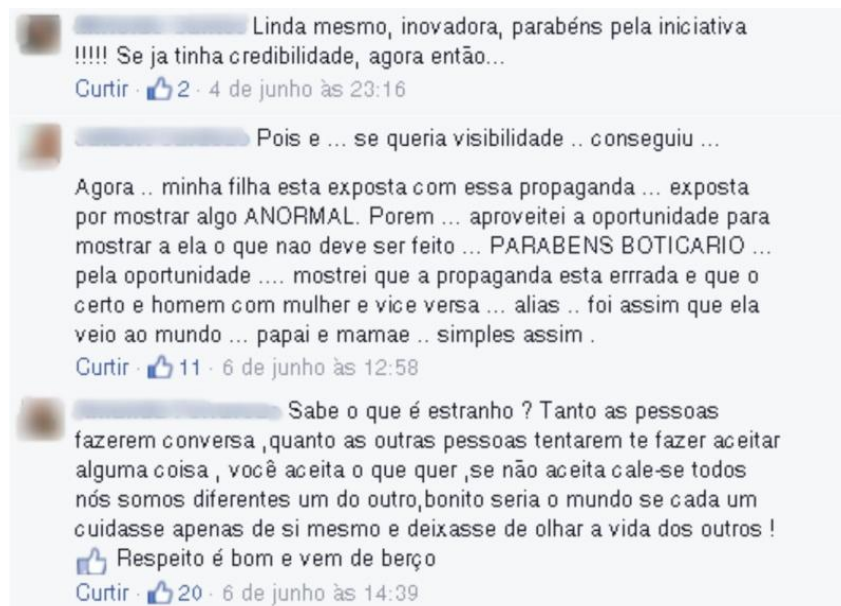 Linda mesmo, inovadora, parabéns pela iniciativa
!!!!! Se ja tinha credibilidade, agora então...
Curtir · 2 · 4 de junho às 23:16
Pois e ... se queria visibilidade .. conseguiu ...
Agora .. minha filha esta exposta com essa propaganda ... exposta
por mostrar algo ANORMAL. Porem ... aproveitei a oportunidade para
mostrar a ela o que nao deve ser feito ... PARABENS BOTICARIO ...
pela oportunidade .... mostrei que a propaganda esta errrada e que o
certo e homem com mulher e vice versa ... alias .. foi assim que ela
veio ao mundo ... papai e mamae .. simples assim .
Curtir · 11 · 6 de junho às 12:58
Sabe o que é estranho ? Tanto as pessoas
fazerem conversa ,quanto as outras pessoas tentarem te fazer aceitar
alguma coisa , você aceita o que quer ,se não aceita cale-se todos
nós somos diferentes um do outro,bonito seria o mundo se cada um
cuidasse apenas de si mesmo e deixasse de olhar a vida dos outros !
Respeito é bom e vem de berço
Curtir · 20 · 6 de junho às 14:39